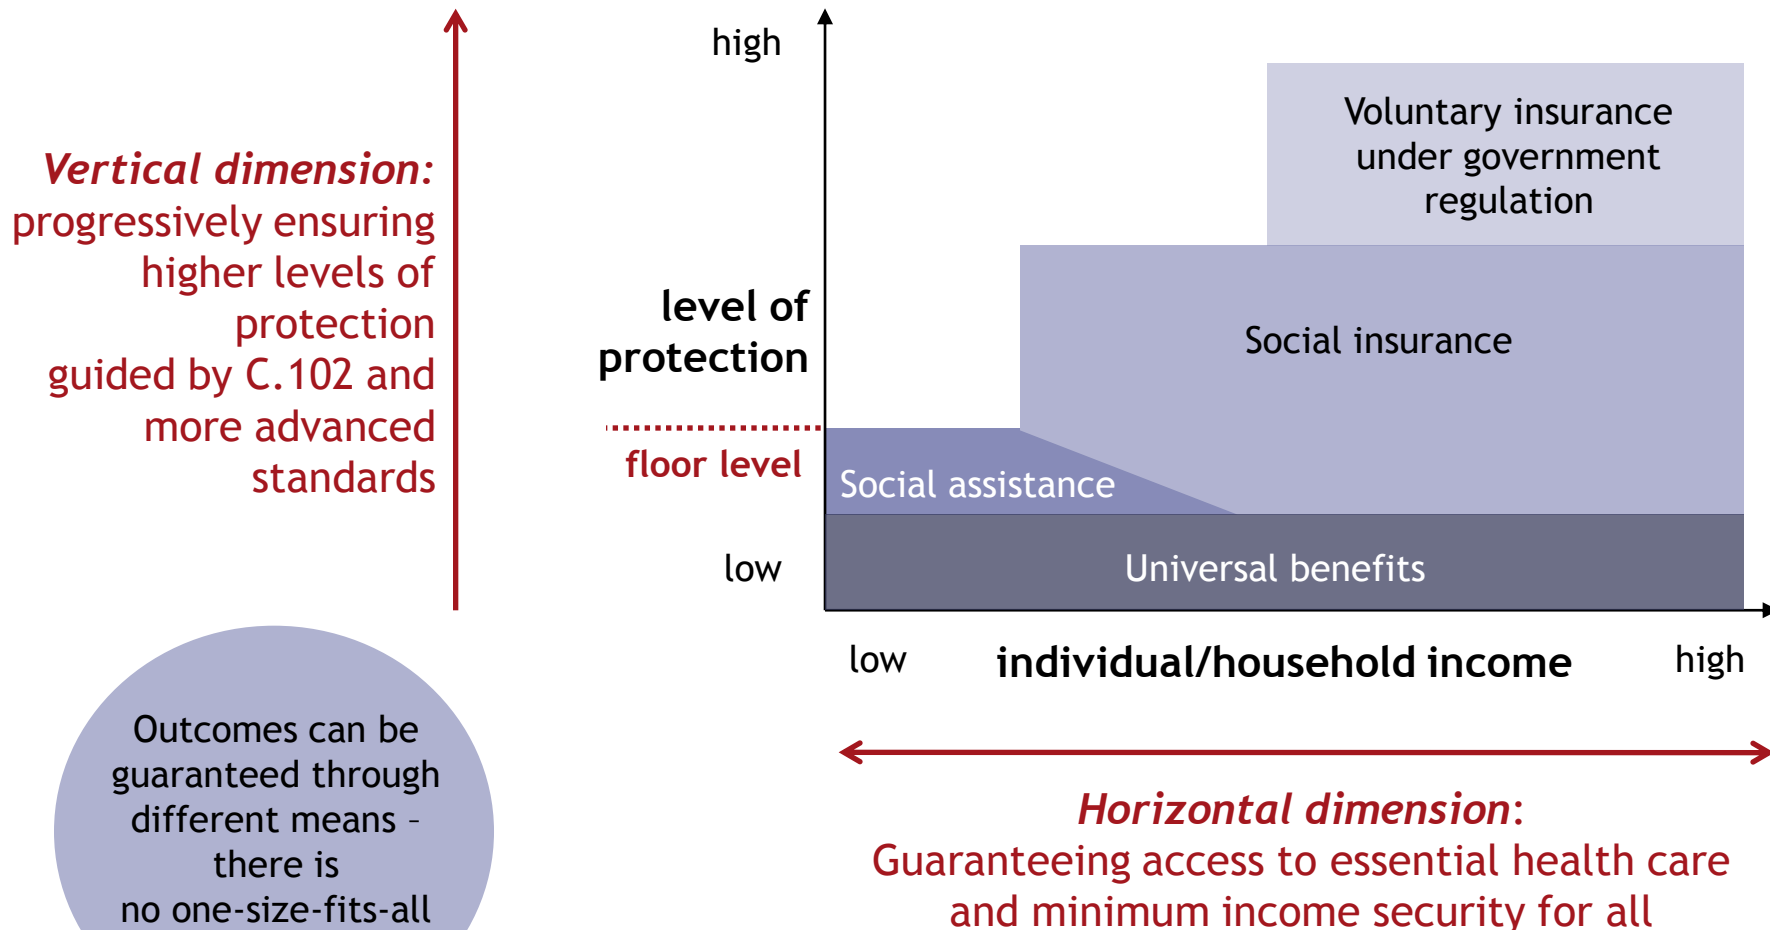 high
Voluntary insurance
under government
regulation
Vertical dimension:
progressively ensuring
higher levels of
protection
guided by C.102 and
more advanced
standards
level of
protection
Social insurance
floor level
Social assistance
low
Universal benefits
low
individual/household income
high
Outcomes can be
guaranteed through
different means –
there is
no one-size-fits-all
Horizontal dimension:
Guaranteeing access to essential health care
and minimum income security for all